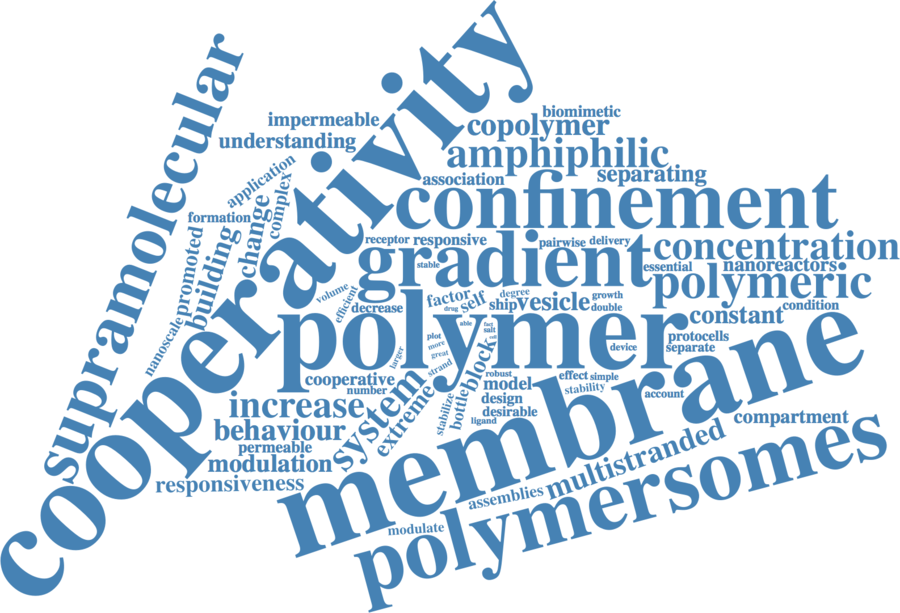 supramolecular
cooperativity
impermeable
understanding
biomimetic
copolymer
amphiphilic
separating
association
confinement
application
complex
change
formation
promoted
building
nanoscale
receptor
responsive
pairwise
delivery
gradient
stable
concentration
essential
nanoreactors
polymeric
volume
efficient
decrease
factor
self
degree
drug
ship
vesicle
growth
double
constant
condition
polymer
able
fact
salt
plot
more
great
larger
strand
device
protocells
separate
cooperative
number
block
bottle
robust
model
effect
simple
stability
account
increase
system
extreme
stabilize
design
desirable
ligand
behaviour
permeable
modulation
responsiveness
membrane
compartment
multistranded
assemblies
modulate
polymersomes